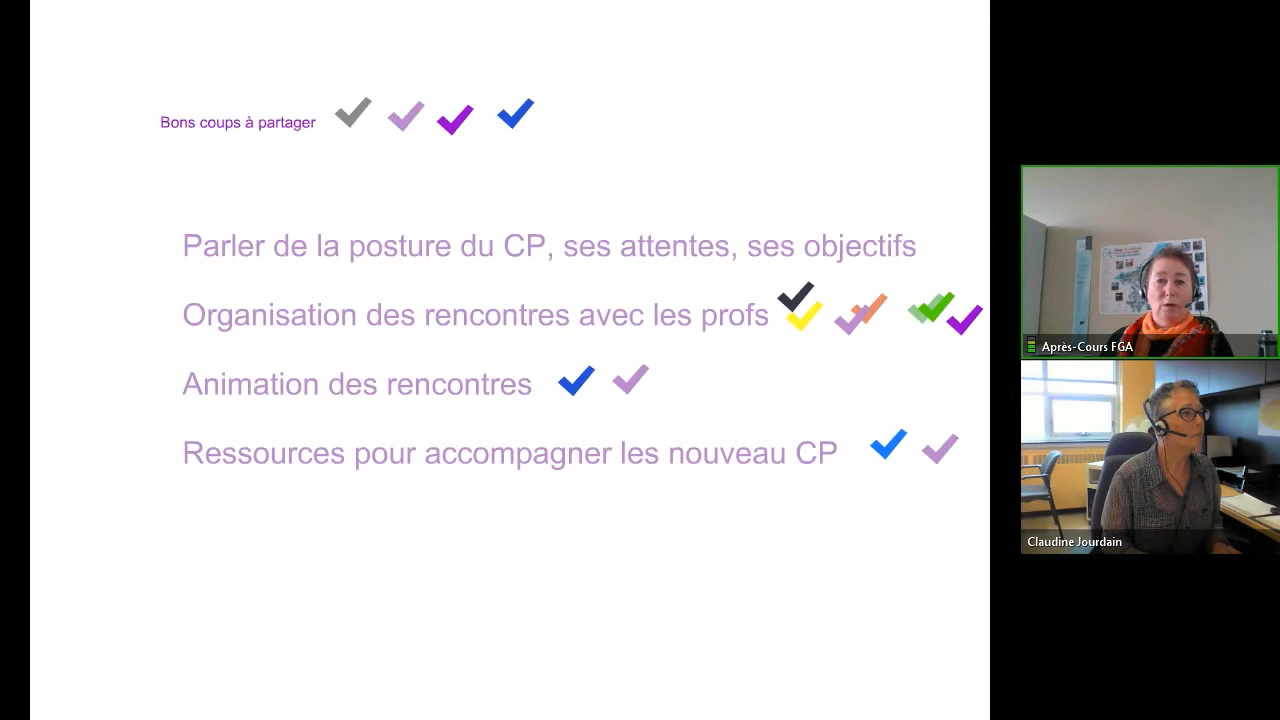 Bons coups à partager
Parler de la posture du CP, ses attentes, ses objectifs
Organisation des rencontres avec les profs
Animation des rencontres
Ressources pour accompagner les nouveau CP
Après-Cours FGA
Claudine Jourdain